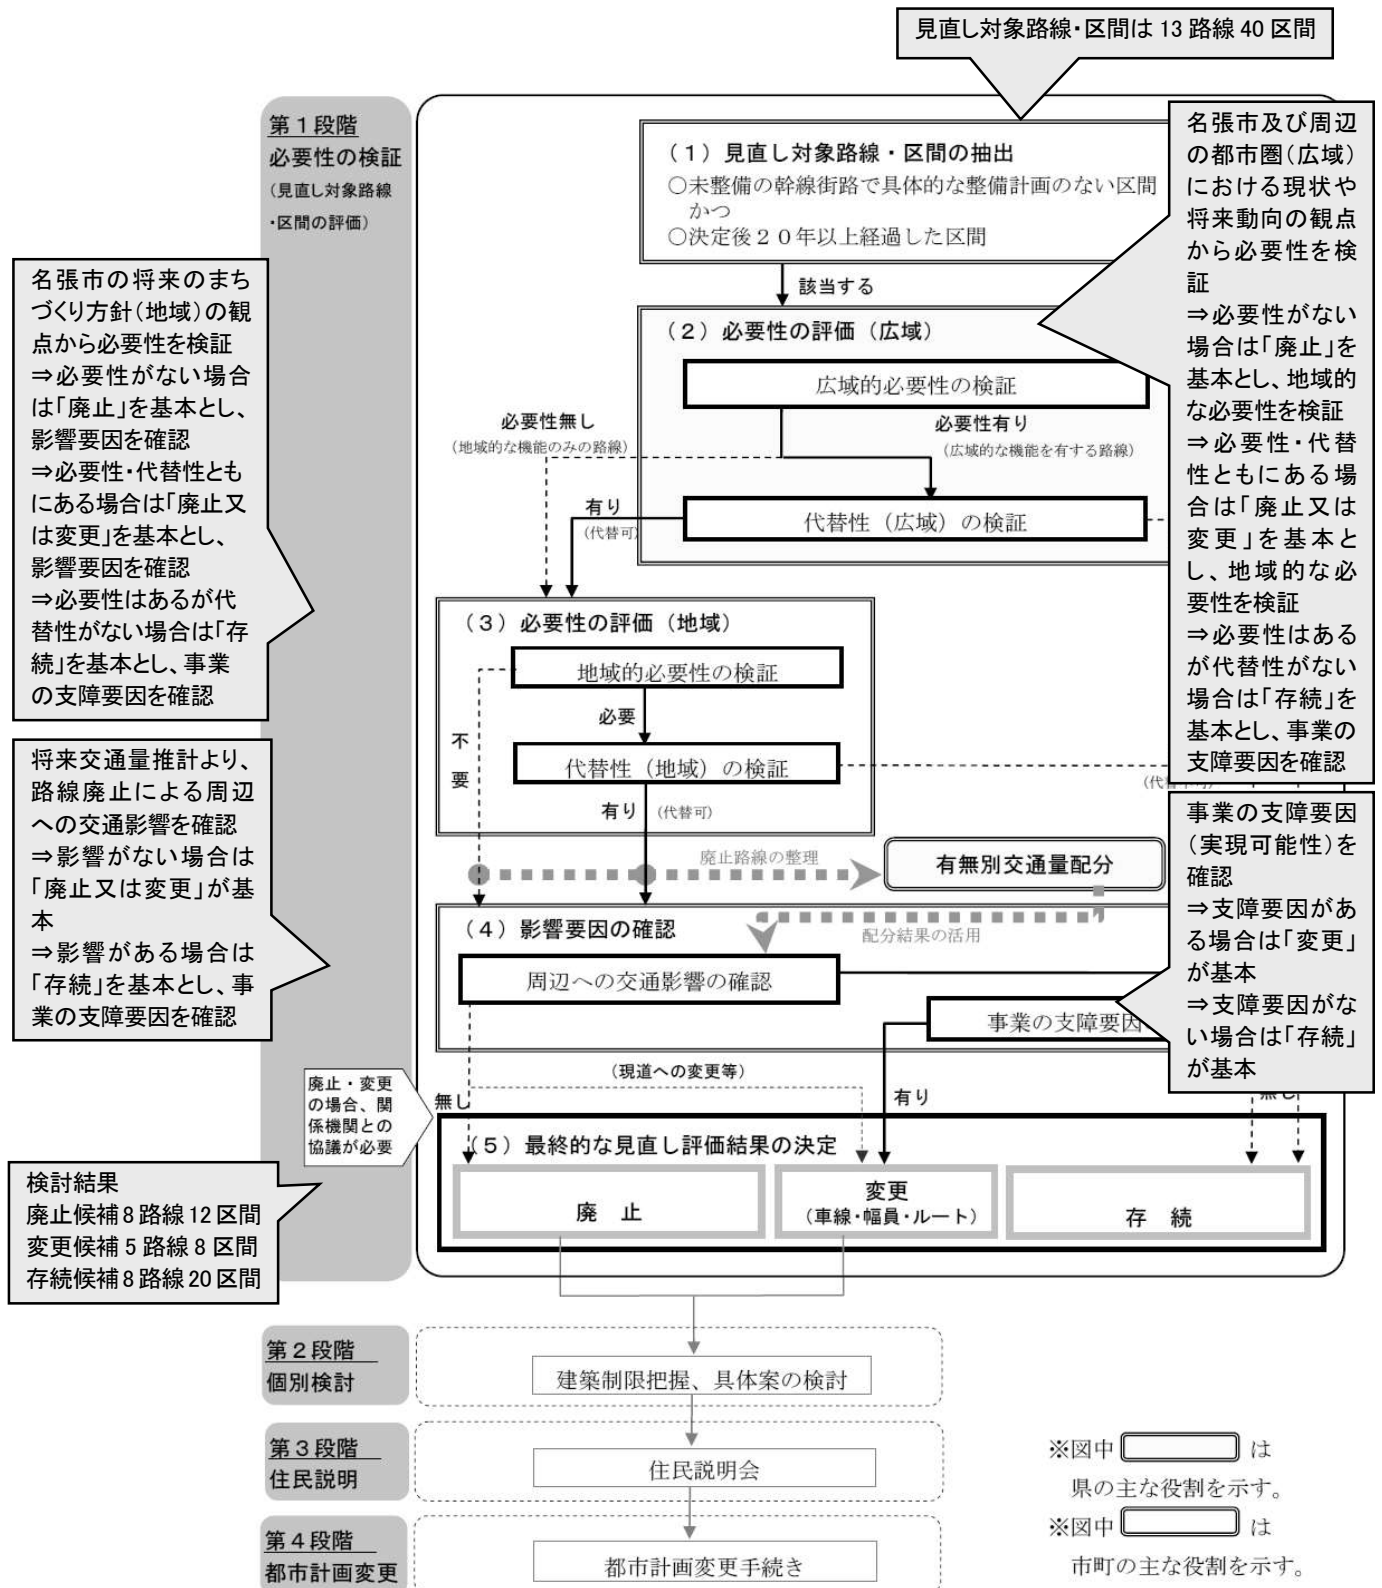 見直し対象路線・区間は13路線40区間
第１段階
必要性の検証
（見直し対象路線
・区間の評価）
（１）見直し対象路線・区間の抽出
○未整備の幹線街路で具体的な整備計画のない区間
かつ
○決定後２０年以上経過した区間
該当する
名張市及び周辺
の都市圏(広域)
における現状や
将来動向の観点
から必要性を検
証
⇒必要性がない
場合は「廃止」を
基本とし、地域的
な必要性を検証
⇒必要性・代替
性ともにある場
合は「廃止又は
変更」を基本と
し、地域的な必
要性を検証
⇒必要性はある
が代替性がない
場合は「存続」を
基本とし、事業の
支障要因を確認
名張市の将来のまち
づくり方針(地域)の観
点から必要性を検証
⇒必要性がない場合
は「廃止」を基本とし、
影響要因を確認
⇒必要性・代替性とも
にある場合は「廃止又
は変更」を基本とし、
影響要因を確認
⇒必要性はあるが代
替性がない場合は「存
続」を基本とし、事業
の支障要因を確認
（２）必要性の評価（広域）
広域的必要性の検証
必要性無し
（地域的な機能のみの路線）
必要性有り
（広域的な機能を有する路線）
代替性（広域）の検証
有り
（代替可）
（３）必要性の評価（地域）
地域的必要性の検証
必要
不要
代替性（地域）の検証
有り（代替可）
将来交通量推計より、
路線廃止による周辺
への交通影響を確認
⇒影響がない場合は
「廃止又は変更」が基
本
⇒影響がある場合は
「存続」を基本とし、事
業の支障要因を確認
事業の支障要因
(実現可能性)を
確認
⇒支障要因があ
る場合は「変更」
が基本
⇒支障要因がな
い場合は「存続」
が基本
廃止路線の整理
有無別交通量配分
（４）影響要因の確認
配分結果の活用
周辺への交通影響の確認
事業の支障要因
（現道への変更等）
無し
有り
無し
廃止・変更
の場合、関
係機関との
協議が必要
（５）最終的な見直し評価結果の決定
廃 止
変更
（車線・幅員・ルート）
存 続
検討結果
廃止候補8路線12区間
変更候補5路線8区間
存続候補8路線20区間
第２段階
個別検討
建築制限把握、具体案の検討
第３段階
住民説明
住民説明会
第４段階
都市計画変更
都市計画変更手続き
※図中 は
県の主な役割を示す。
※図中 は
市町の主な役割を示す。